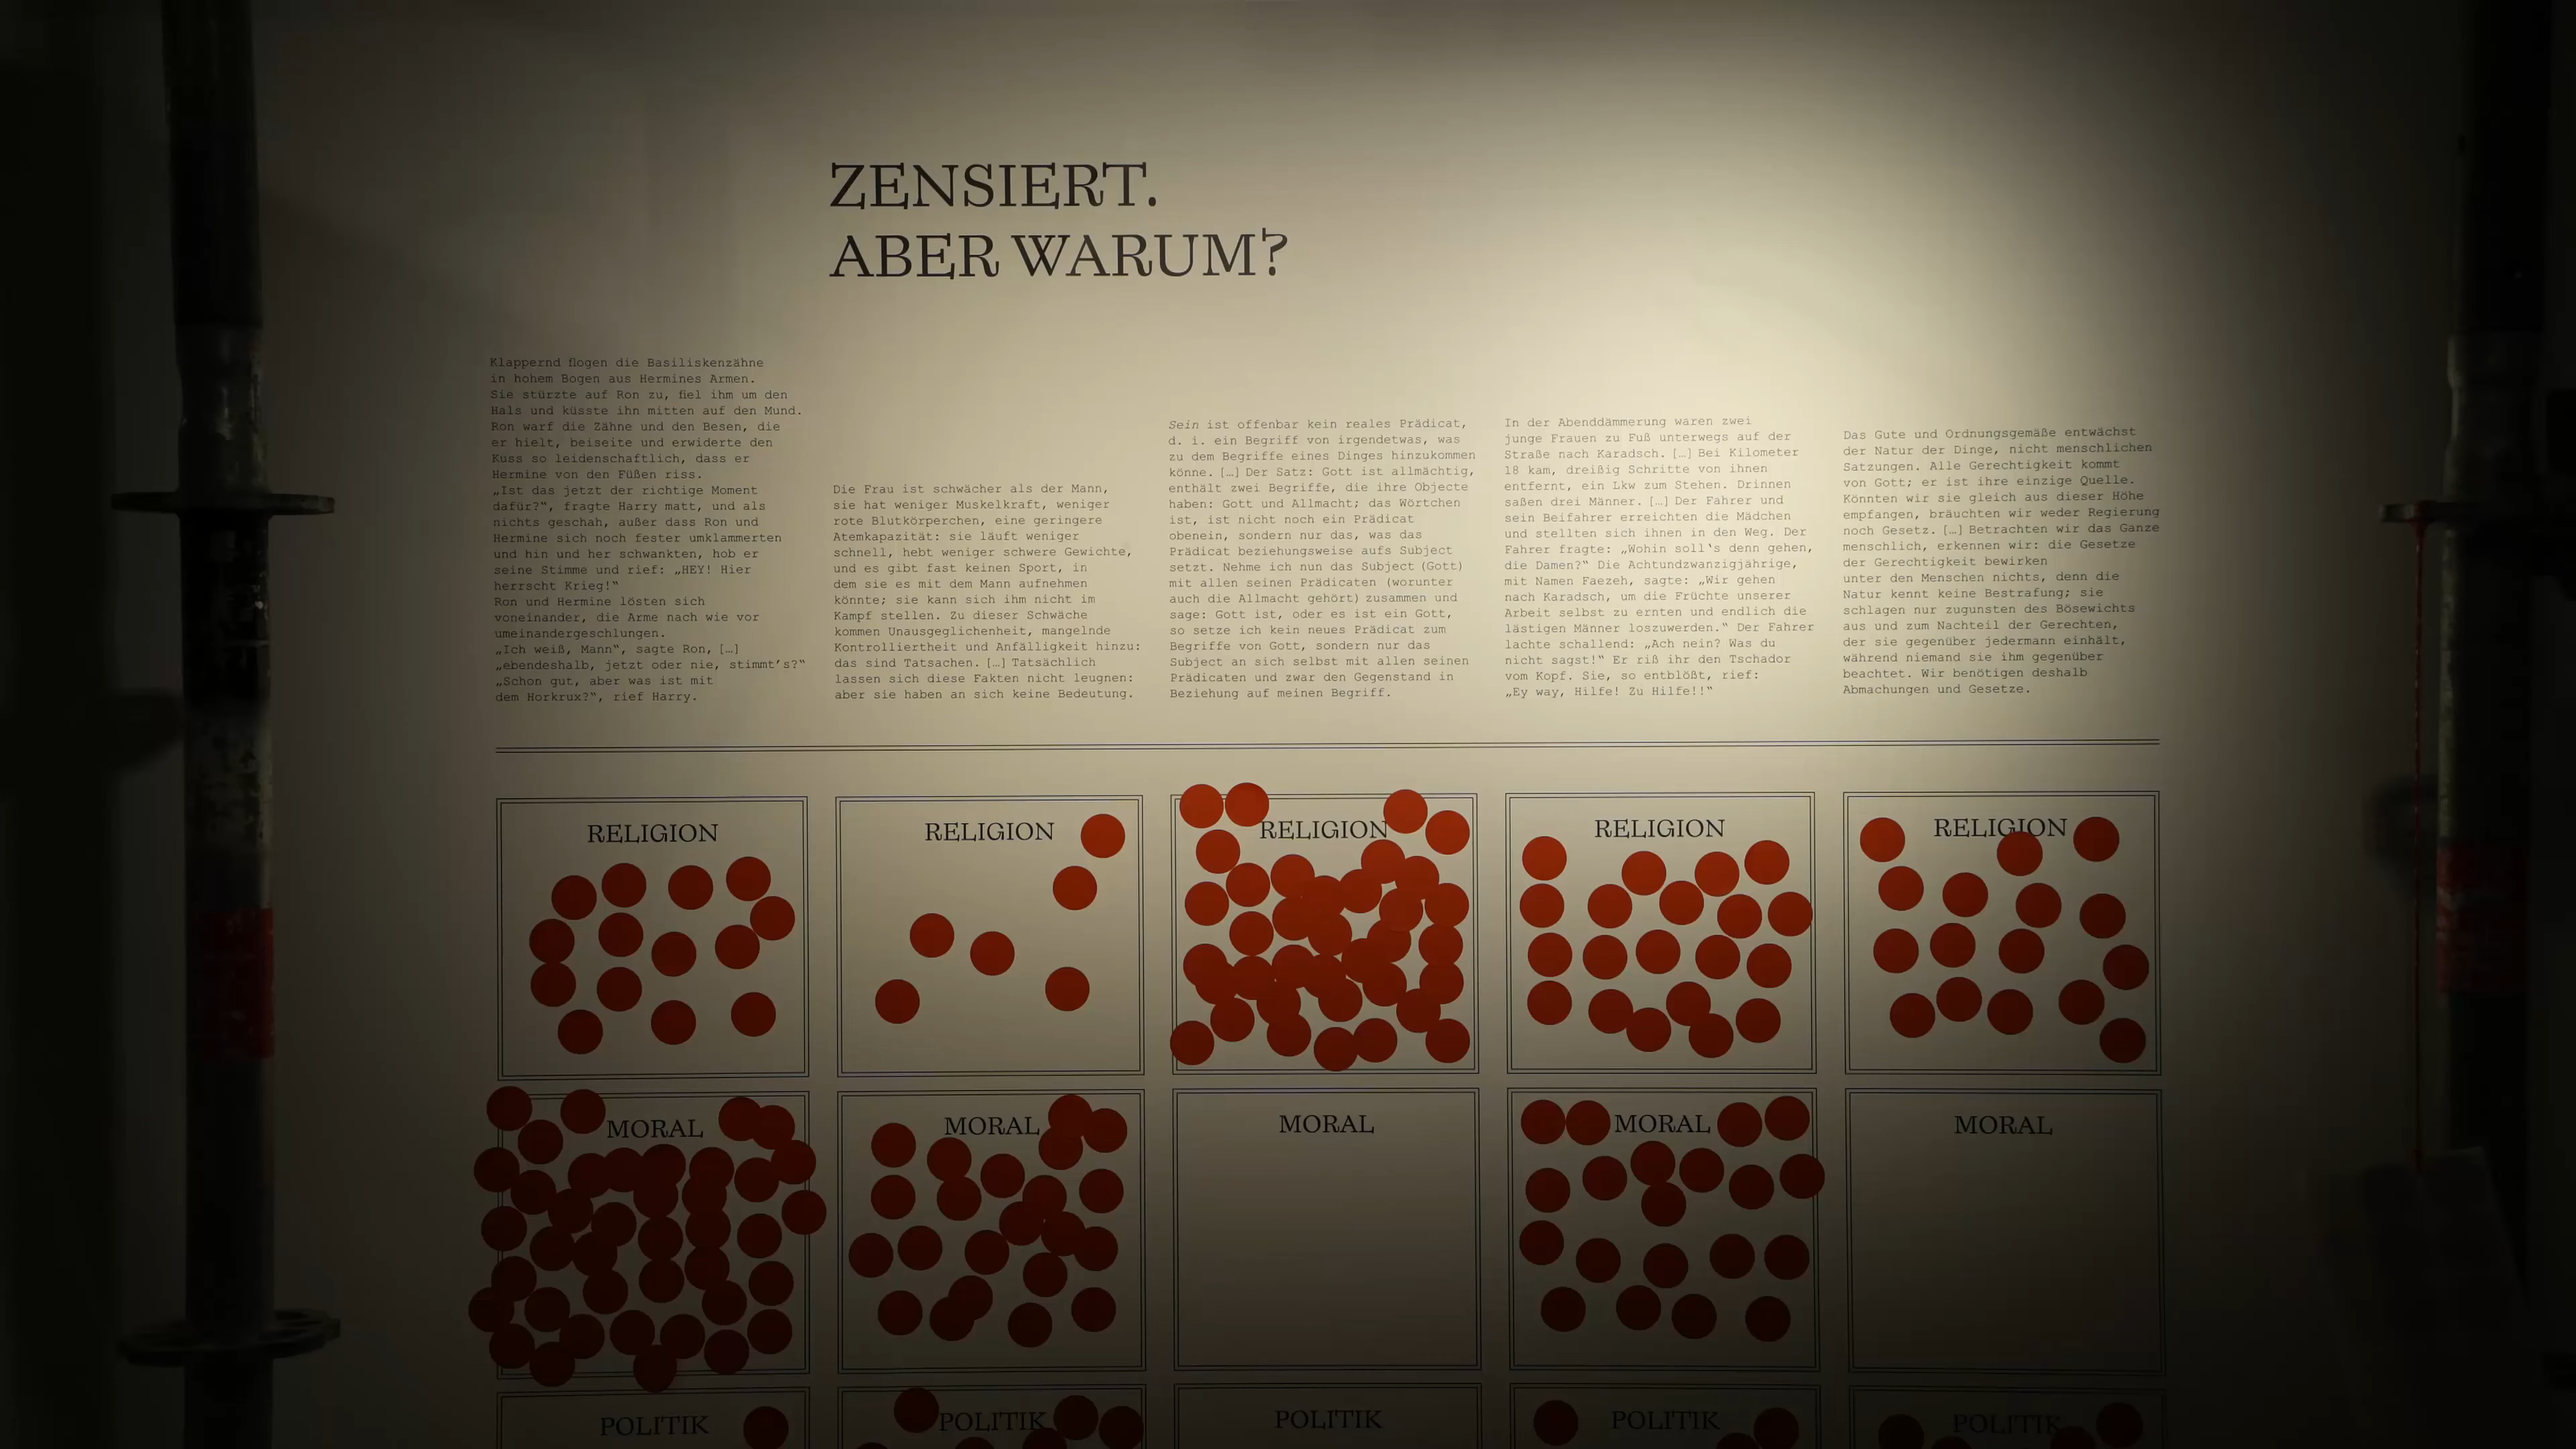 ZENSIERT.
ABER WARUM?
Klappernd flogen die Basiliskenzähne
in hohem Bogen aus Hermines Armen.
Sie stürzte auf Ron zu, fiel ihm um den
Hals und küsste ihn mitten auf den Mund.
Ron warf die Zähne und den Besen, die
er hielt, beiseite und erwiderte den
Kuss so leidenschaftlich, dass er
Hermine von den Füßen riss.
„Ist das jetzt der richtige Moment
dafür?“, fragte Harry matt, und als
nichts geschah, außer dass Ron und
Hermine sich noch fester umklammerten
und hin und her schwankten, hob er
seine Stimme und rief: „HEY! Hier
herrscht Krieg!“
Ron und Hermine lösten sich
voneinander, die Arme nach wie vor
umeinandergeschlungen.
„Ich weiß, Mann“, sagte Ron, […]
„ebendeshalb, jetzt oder nie, stimmt's?“
„Schon gut, aber was ist mit
dem Horkrux?“, rief Harry.
Die Frau ist schwächer als der Mann,
sie hat weniger Muskelkraft, weniger
rote Blutkörperchen, eine geringere
Atemkapazität: sie läuft weniger
schnell, hebt weniger schwere Gewichte,
und es gibt fast keinen Sport, in
dem sie es mit dem Mann aufnehmen
könnte; sie kann sich ihm nicht im
Kampf stellen. Zu dieser Schwäche
kommen Unausgeglichenheit, mangelnde
Kontrolliertheit und Anfälligkeit hinzu:
das sind Tatsachen. […] Tatsächlich
lassen sich diese Fakten nicht leugnen:
aber sie haben an sich keine Bedeutung.
Sein ist offenbar kein reales Prädicat,
d. i. ein Begriff von irgendetwas, was
zu dem Begriffe eines Dinges hinzukommen
könne. […] Der Satz: Gott ist allmächtig,
enthält zwei Begriffe, die ihre Objecte
haben: Gott und Allmacht; das Wörtchen
ist, ist nicht noch ein Prädicat
obenein, sondern nur das, was das
Prädicat beziehungsweise aufs Subject
setzt. Nehme ich nun das Subject (Gott)
mit allen seinen Prädicaten (worunter
auch die Allmacht gehört) zusammen und
sage: Gott ist, oder es ist ein Gott,
so setze ich kein neues Prädicat zum
Begriffe von Gott, sondern nur das
Subject an sich selbst mit allen seinen
Prädicaten und zwar den Gegenstand in
Beziehung auf meinen Begriff.
In der Abenddämmerung waren zwei
junge Frauen zu Fuß unterwegs auf der
Straße nach Karadsch. […] Bei Kilometer
18 kam, dreißig Schritte von ihnen
entfernt, ein Lkw zum Stehen. Drinnen
saßen drei Männer. […] Der Fahrer und
sein Beifahrer erreichten die Mädchen
und stellten sich ihnen in den Weg. Der
Fahrer fragte: „Wohin soll's denn gehen,
die Damen?“ Die Achtundzwanzigjährige,
mit Namen Faezeh, sagte: „Wir gehen
nach Karadsch, um die Früchte unserer
Arbeit selbst zu ernten und endlich die
lästigen Männer loszuwerden.“ Der Fahrer
lachte schallend: „Ach nein? Was du
nicht sagst!“ Er riß ihr den Tschador
vom Kopf. Sie, so entblößt, rief:
„Ey way, Hilfe! Zu Hilfe!!“
Das Gute und Ordnungsgemäße entwächst
der Natur der Dinge, nicht menschlichen
Satzungen. Alle Gerechtigkeit kommt
von Gott; er ist ihre einzige Quelle.
Könnten wir sie gleich aus dieser Höhe
empfangen, bräuchten wir weder Regierung
noch Gesetz. […] Betrachten wir das Ganze
menschlich, erkennen wir: die Gesetze
der Gerechtigkeit bewirken
unter den Menschen nichts, denn die
Natur kennt keine Bestrafung; sie
schlagen nur zugunsten des Bösewichts
aus und zum Nachteil der Gerechten,
der sie gegenüber jedermann einhält,
während niemand sie ihm gegenüber
beachtet. Wir benötigen deshalb
Abmachungen und Gesetze.
RELIGION
RELIGION
RELIGION
RELIGION
RELIGION
MORAL
MORAL
MORAL
MORAL
MORAL
POLITIK
POLITIK
POLITIK
POLITIK
POLITIK